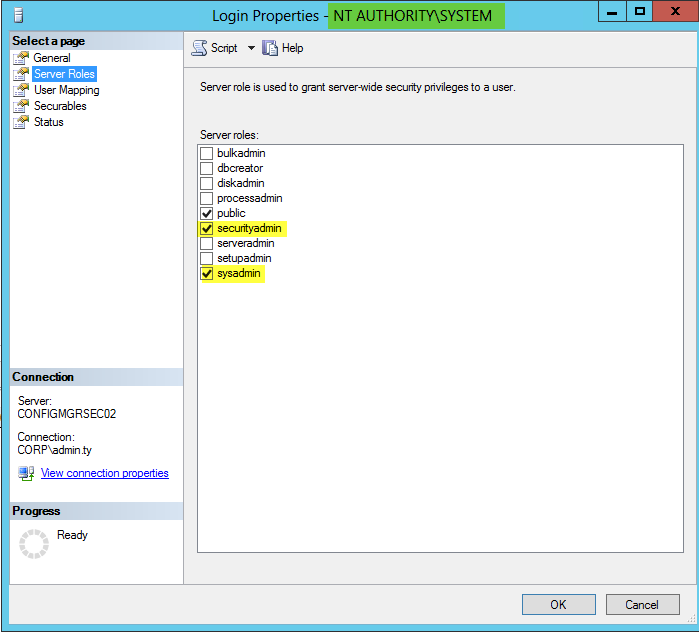 Login Properties - NT AUTHORITY\SYSTEM
Select a page
General
Server Roles
User Mapping
Securables
Status
Script
Help
Server role is used to grant server-wide security privileges to a user.
Server roles:
bulkadmin
dbcreator
diskadmin
processadmin
public
securityadmin
serveradmin
setupadmin
sysadmin
Connection
Server:
CONFIGMGRSEC02
Connection:
CORP\admin.ty
View connection properties
Progress
Ready
OK
Cancel